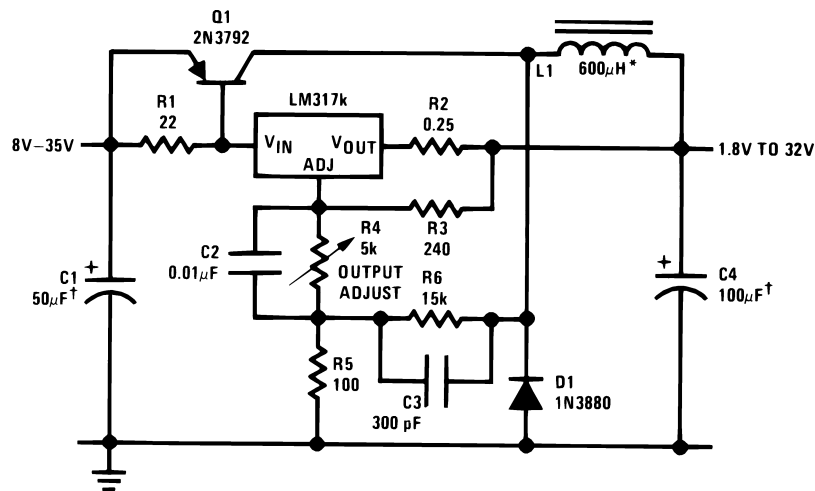 Q1
2N3792
L1
600μH*
R1
22
LM317k
R2
0.25
8V–35V
VIN
VOUT
ADJ
1.8V TO 32V
R3
240
R4
5k
OUTPUT
ADJUST
C2
0.01μF
R6
15k
C1
+
50μF†
+
C4
100μF†
R5
100
C3
300 pF
D1
1N3880